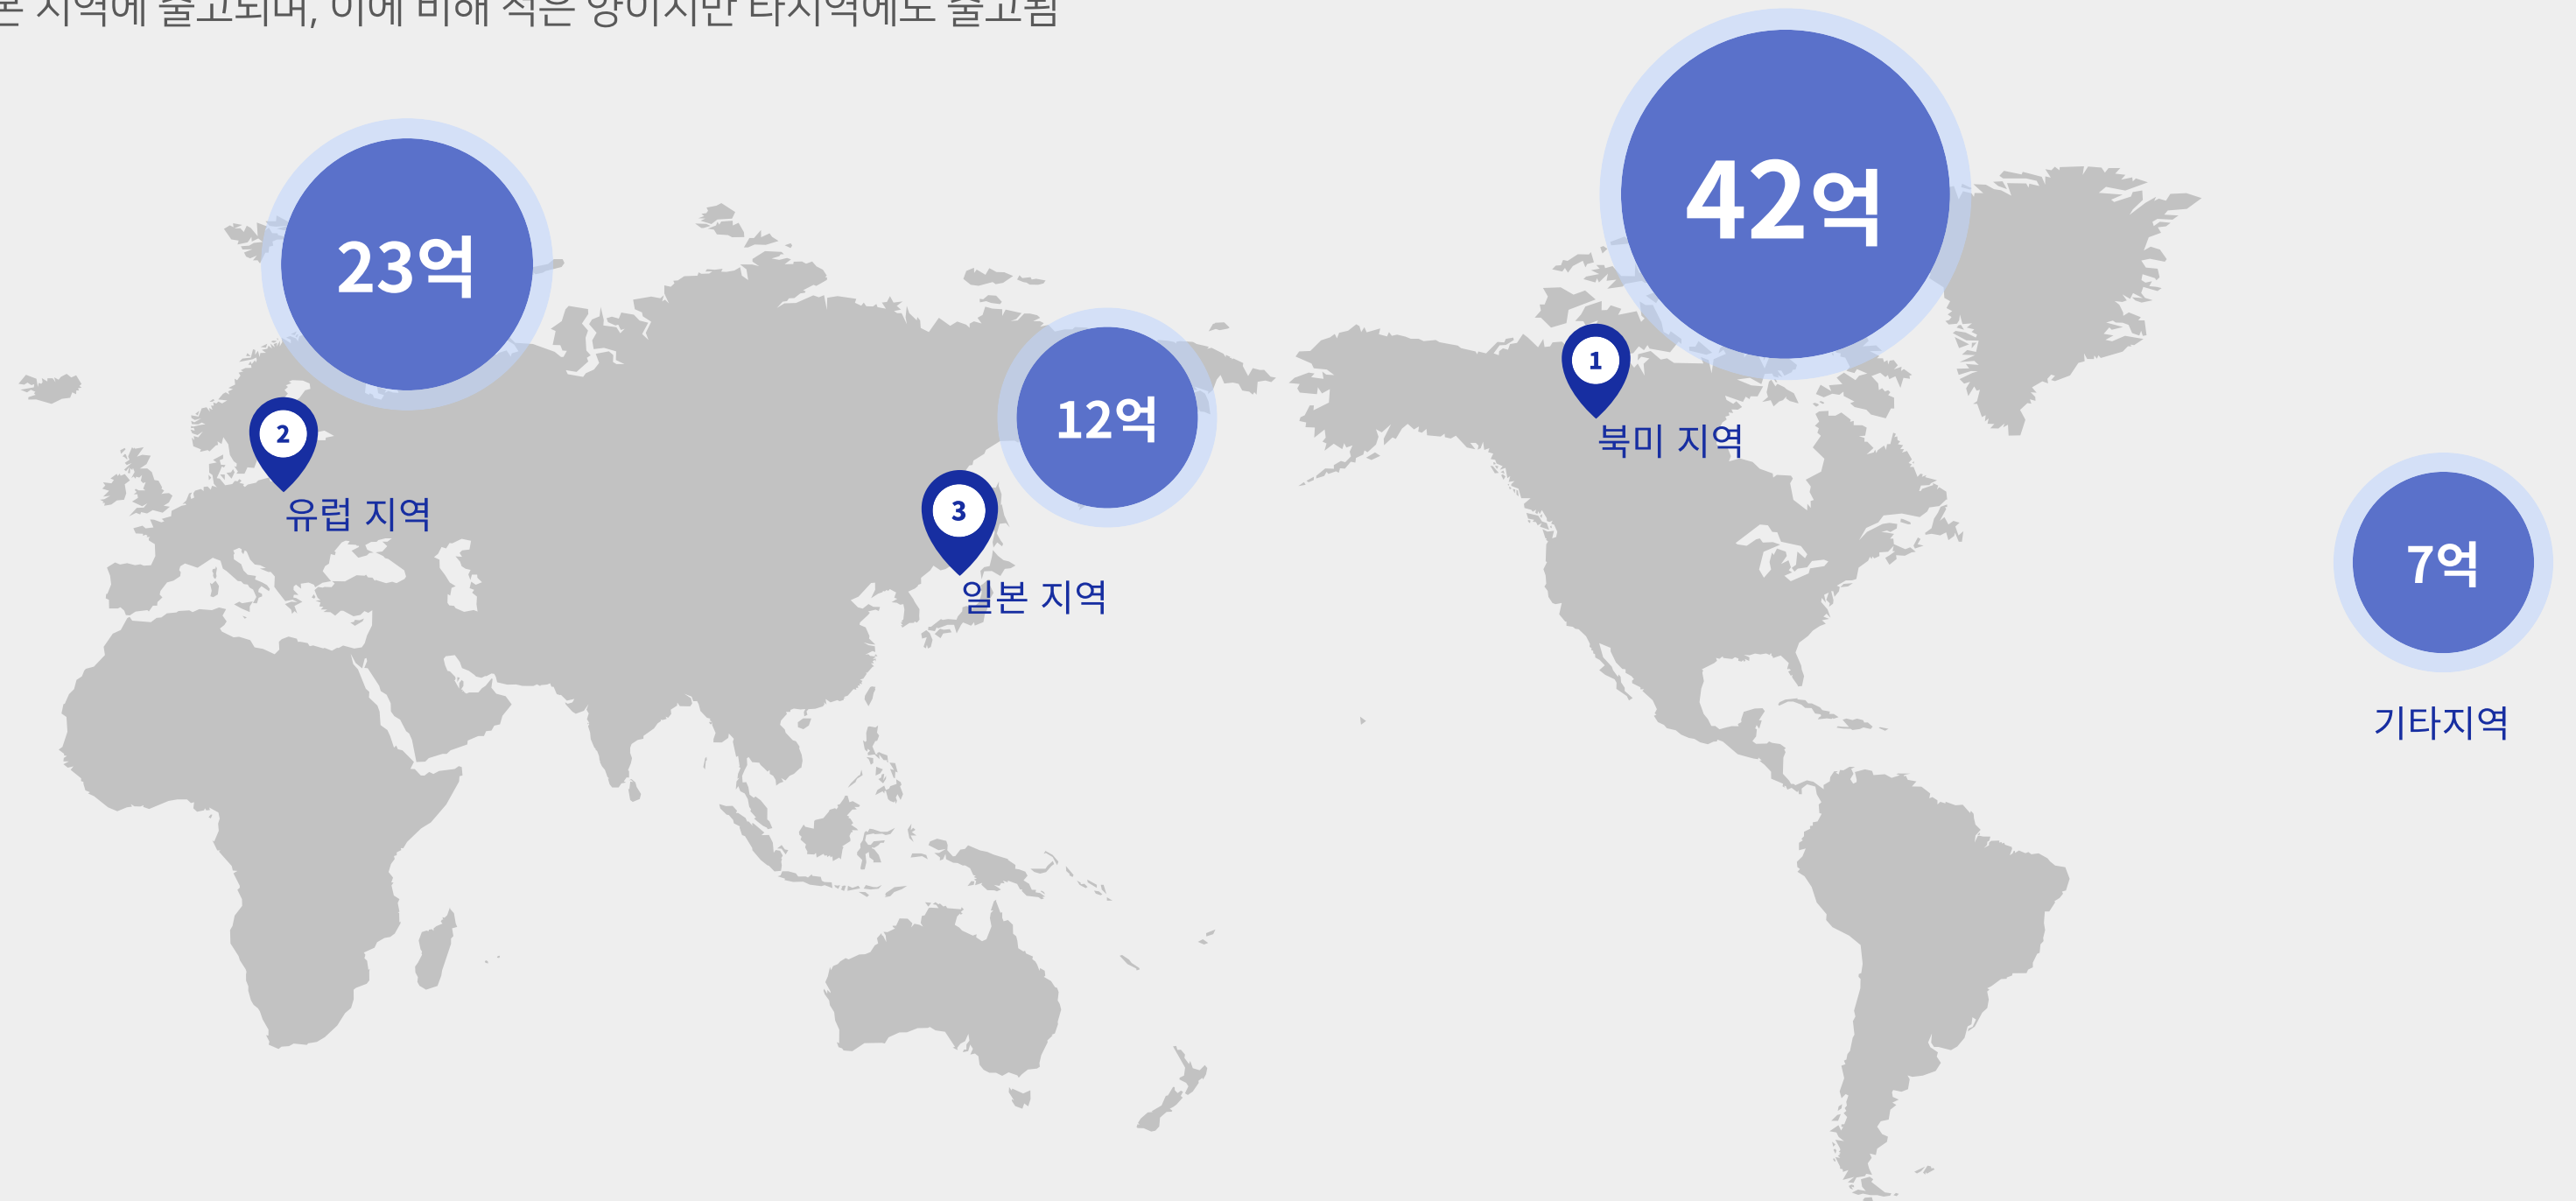 본 지역에 출고되며, 이에 비해 적은 양이지만 타지역에도 출고됨
42억
1
북미 지역
23억
2
유럽 지역
12억
3
일본 지역
7억
기타지역